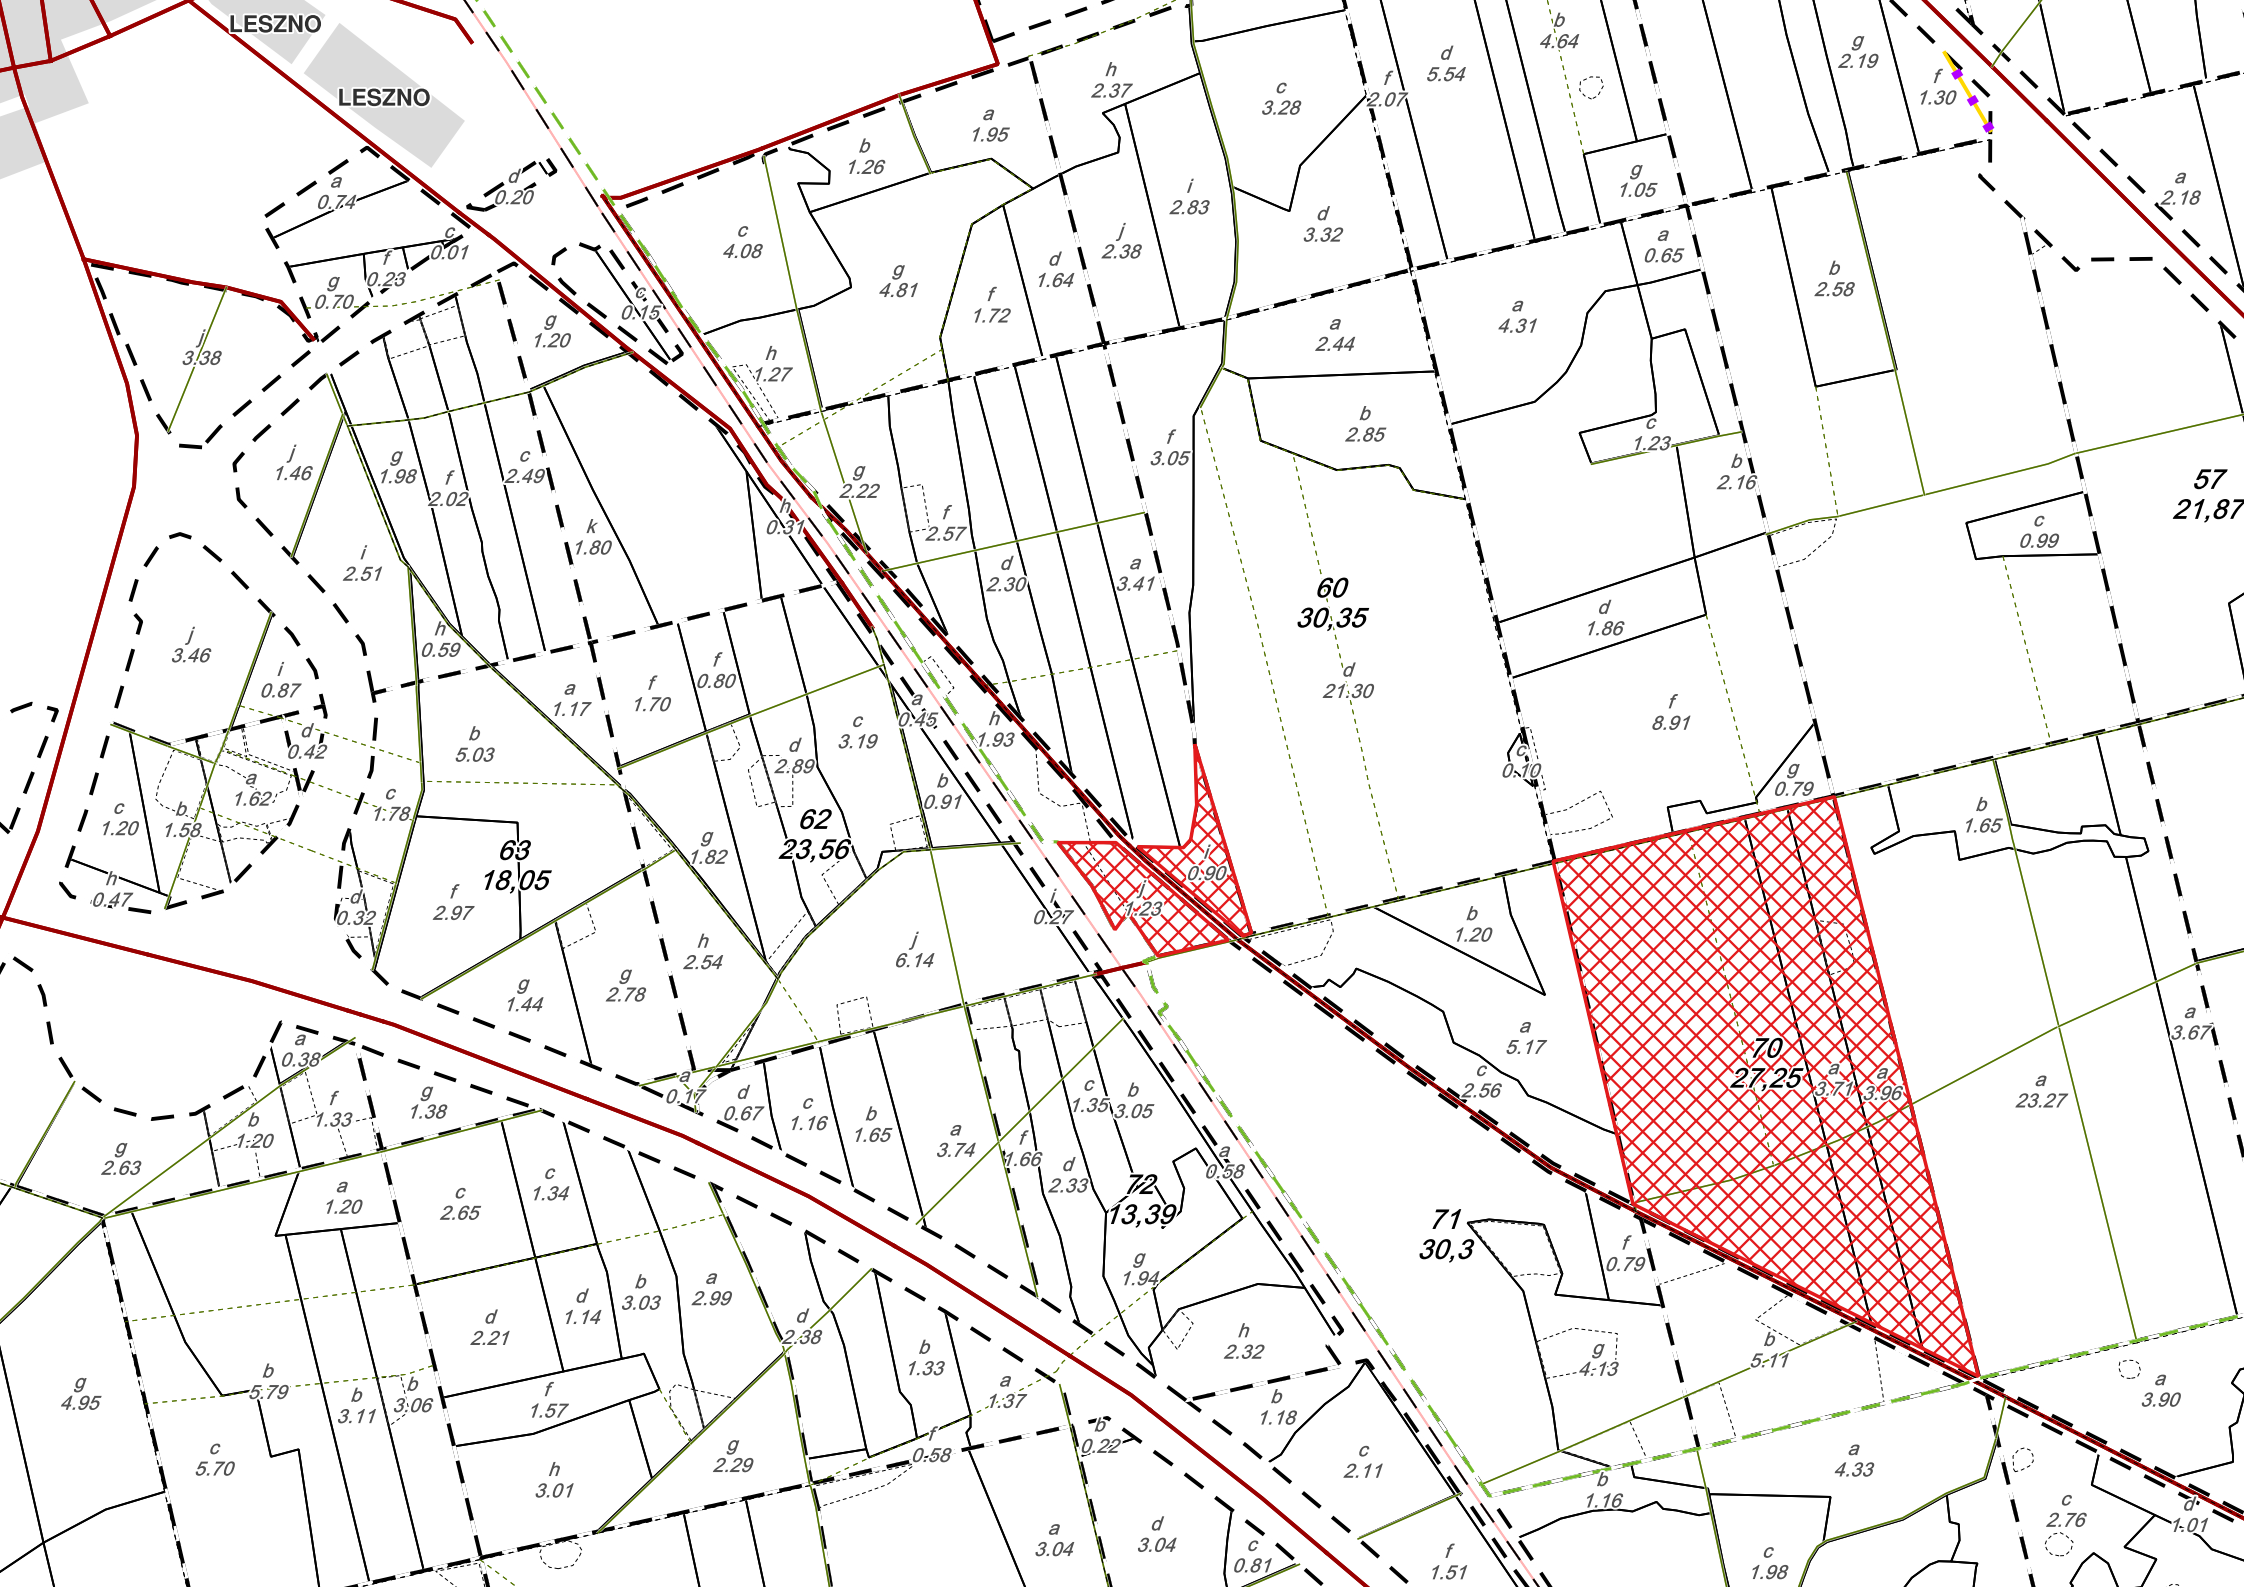 LESZNO
LESZNO
a
0.74
d
0.20
c
0.01
f
0.23
g
0.70
j
3.38
c
0.15
g
1.20
c
4.08
b
1.26
a
1.95
h
2.37
g
4.81
f
1.72
d
1.64
j
2.38
i
2.83
c
3.28
d
3.32
f
2.07
d
5.54
b
4.64
g
1.05
g
2.19
f
1.30
a
2.18
a
0.65
b
2.58
a
4.31
a
2.44
b
2.85
c
1.23
b
2.16
57
21,87
c
0.99
h
1.27
g
2.22
f
2.57
d
2.30
a
3.41
f
3.05
60
30,35
d
21.30
d
1.86
f
8.91
c
0.10
g
0.79
b
1.65
j
1.46
g
1.98
f
2.02
c
2.49
k
1.80
h
0.31
i
2.51
h
0.59
j
3.46
i
0.87
d
0.42
a
1.62
b
1.58
c
1.20
h
0.47
c
1.78
d
0.32
b
5.03
a
1.17
f
1.70
f
0.80
d
2.89
c
3.19
a
0.45
b
0.91
h
1.93
62
23,56
63
18,05
g
1.82
f
2.97
g
1.44
g
2.78
h
2.54
j
6.14
i
0.27
j
1.23
i
0.90
b
1.20
a
5.17
c
2.56
70
27,25
a
3.71
a
3.96
a
23.27
a
3.67
a
0.38
f
1.33
g
1.38
b
1.20
g
2.63
a
0.17
d
0.67
c
1.16
b
1.65
a
3.74
f
1.66
c
1.35
b
3.05
d
2.33
72
13,39
a
0.58
g
1.94
h
2.32
71
30,3
f
0.79
g
4.13
b
5.11
a
3.90
a
1.20
c
2.65
c
1.34
d
2.21
d
1.14
b
3.03
a
2.99
d
2.38
b
1.33
a
1.37
f
0.58
b
0.22
b
1.18
c
2.11
g
4.95
b
5.79
b
3.11
b
3.06
f
1.57
c
5.70
h
3.01
g
2.29
a
3.04
d
3.04
c
0.81
f
1.51
b
1.16
a
4.33
c
1.98
c
2.76
d
1.01